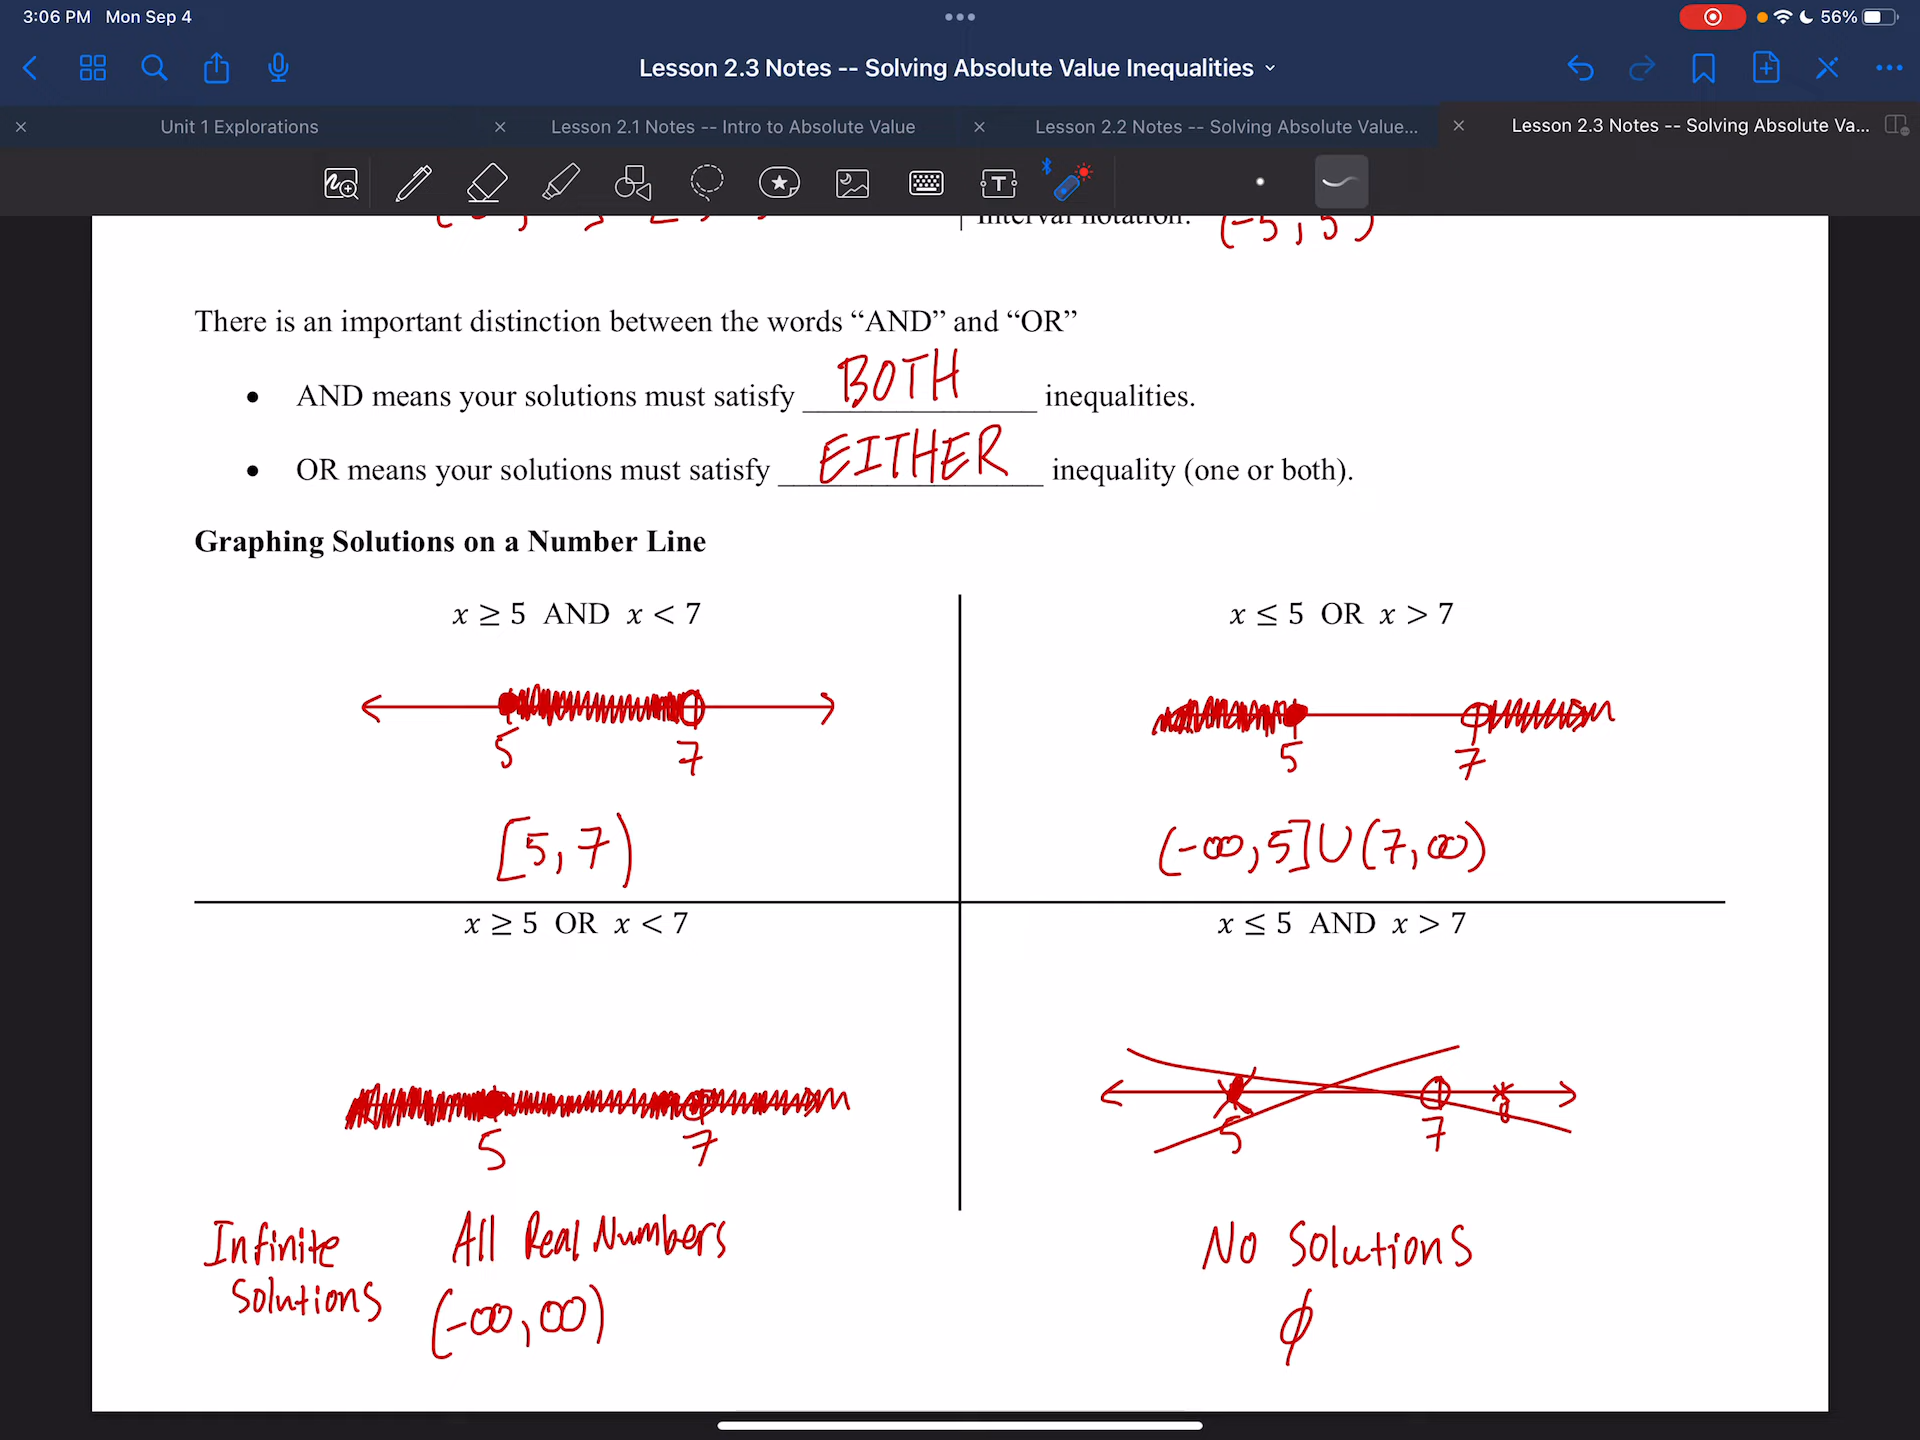 3:06 PM Mon Sep 4
56%
Lesson 2.3 Notes -- Solving Absolute Value Inequalities
Unit 1 Explorations
Lesson 2.1 Notes -- Intro to Absolute Value
Lesson 2.2 Notes -- Solving Absolute Value...
Lesson 2.3 Notes -- Solving Absolute Va...
Interval notation: (-5, 5)
There is an important distinction between the words “AND” and “OR”
• AND means your solutions must satisfy BOTH inequalities.
• OR means your solutions must satisfy EITHER inequality (one or both).
Graphing Solutions on a Number Line
x ≥ 5 AND x < 7
5 7
[5, 7)
x ≤ 5 OR x > 7
5 7
(-∞, 5] ∪ (7, ∞)
x ≥ 5 OR x < 7
5 7
Infinite Solutions
All Real Numbers
(-∞, ∞)
x ≤ 5 AND x > 7
5 7 8
No Solutions
ϕ